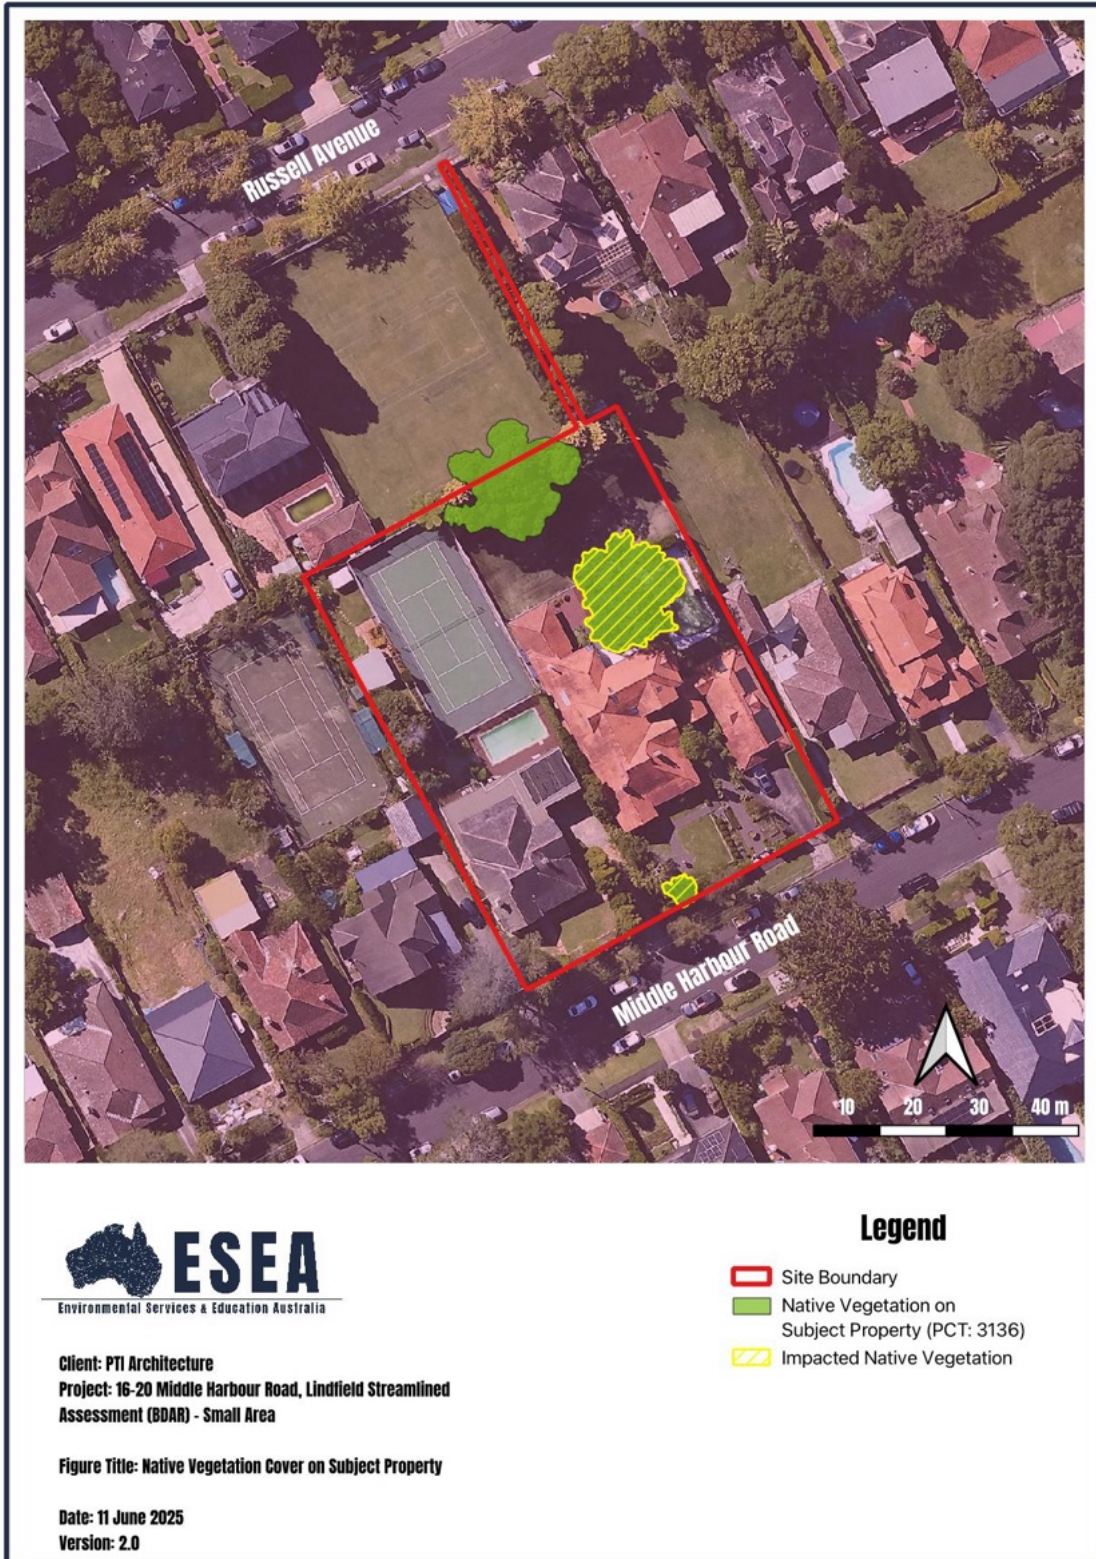 Russell Avenue
Middle Harbour Road
10 20 30 40 m
ESEA
Environmental Services & Education Australia
Client: PTI Architecture
Project: 16-20 Middle Harbour Road, Lindfield Streamlined
Assessment (BDAR) - Small Area
Figure Title: Native Vegetation Cover on Subject Property
Date: 11 June 2025
Version: 2.0
Legend
Site Boundary
Native Vegetation on
Subject Property (PCT: 3136)
Impacted Native Vegetation